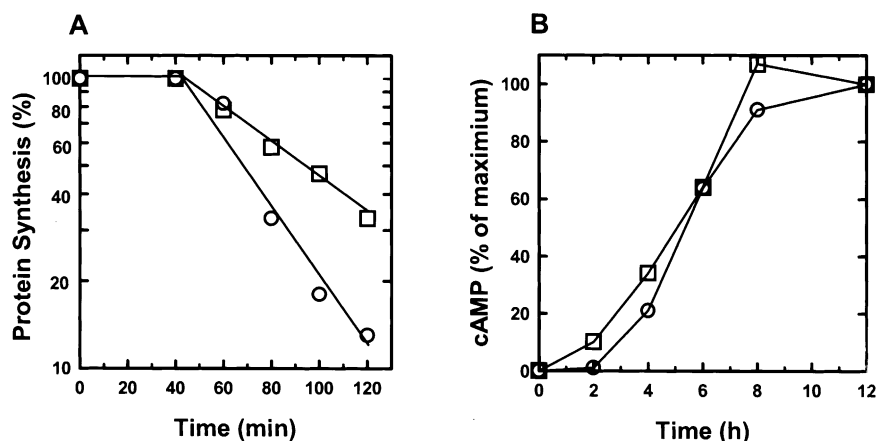 A
Protein Synthesis (%)
100
80
60
40
20
10
0 20 40 60 80 100 120
Time (min)
B
cAMP (% of maximium)
100
80
60
40
20
0
0 2 4 6 8 10 12
Time (h)